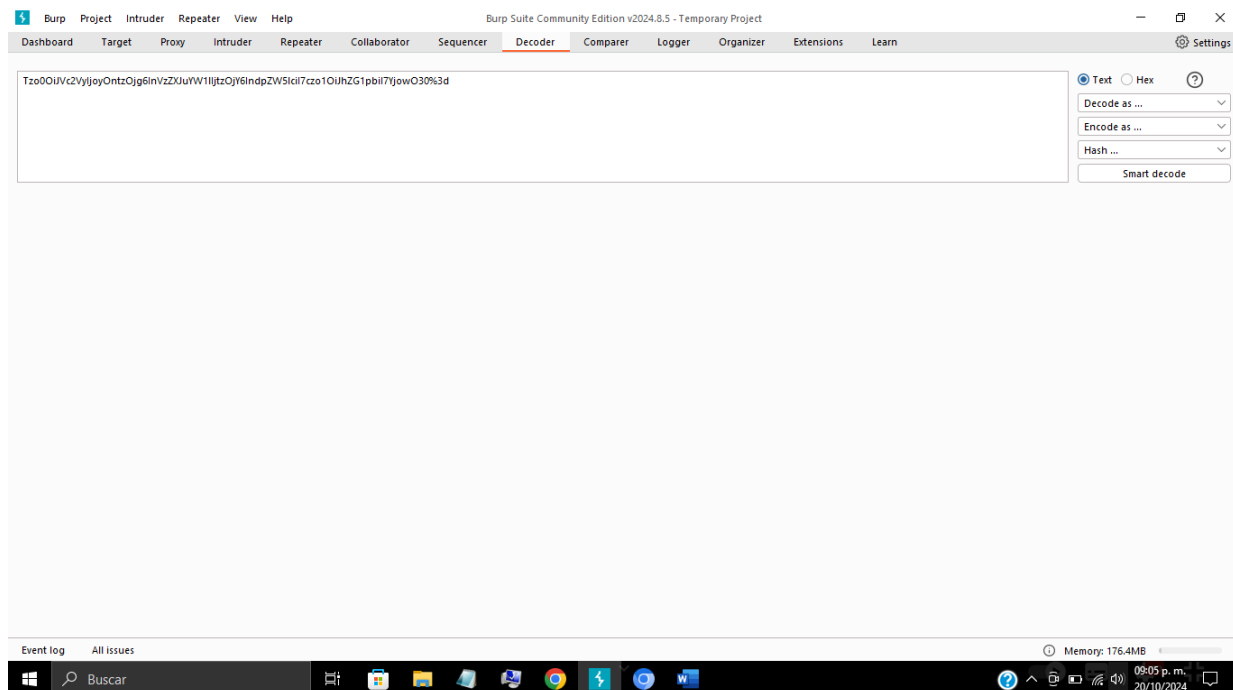 Burp Project Intruder Repeater View Help Burp Suite Community Edition v2024.8.5 - Temporary Project
Dashboard Target Proxy Intruder Repeater Collaborator Sequencer Decoder Comparer Logger Organizer Extensions Learn Settings
Tzo0OiJVc2VyIjoyOntzOjg6InVzZXJuYW1lIjtzOjY6IndpZW5lciI7czo1OiJhZG1pbiI7YjowO30%3d
Text Hex
Decode as ...
Encode as ...
Hash ...
Smart decode
Event log All issues Memory: 176.4MB
Buscar 09:05 p. m.
20/10/2024